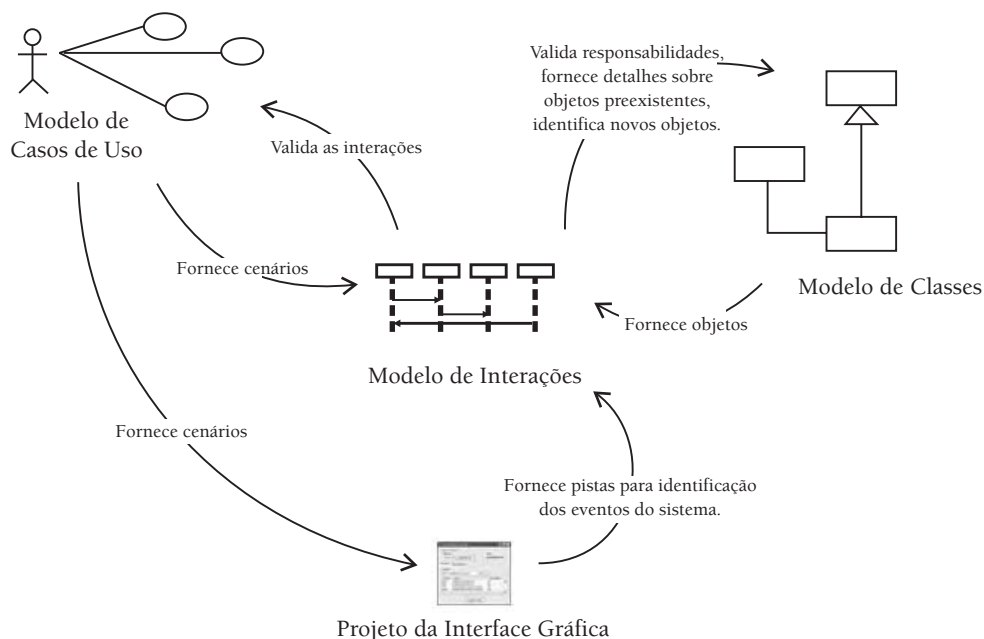 Modelo de
Casos de Uso
Valida as interações
Valida responsabilidades,
fornece detalhes sobre
objetos preexistentes,
identifica novos objetos.
Fornece cenários
Modelo de Classes
Fornece objetos
Modelo de Interações
Fornece cenários
Fornece pistas para identificação
dos eventos do sistema.
Projeto da Interface Gráfica